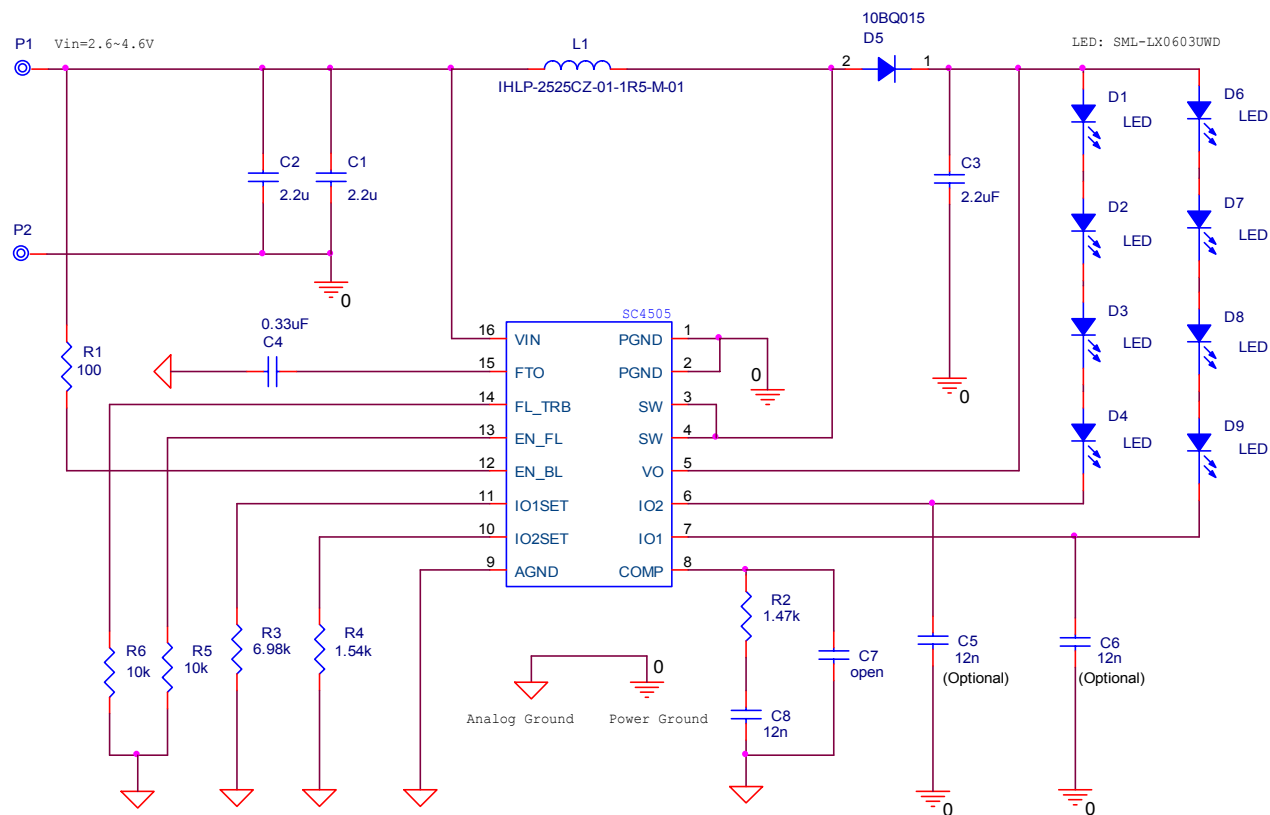 10BQ015
D5
P1
Vin=2.6~4.6V
L1
IHLP-2525CZ-01-1R5-M-01
2
1
LED: SML-LX0603UWD
D1
LED
D6
LED
C2
2.2u
C1
2.2u
C3
2.2uF
D2
LED
D7
LED
P2
0
D3
LED
D8
LED
D4
LED
D9
LED
0
R1
100
0.33uF
C4
SC4505
16
VIN
15
FTO
14
FL_TRB
13
EN_FL
12
EN_BL
11
IO1SET
10
IO2SET
9
AGND
PGND
1
PGND
2
SW
3
SW
4
VO
5
IO2
6
IO1
7
COMP
8
0
R6
10k
R5
10k
R3
6.98k
R4
1.54k
R2
1.47k
C7
open
C8
12n
C5
12n
(Optional)
C6
12n
(Optional)
0
Analog Ground
Power Ground
0
0